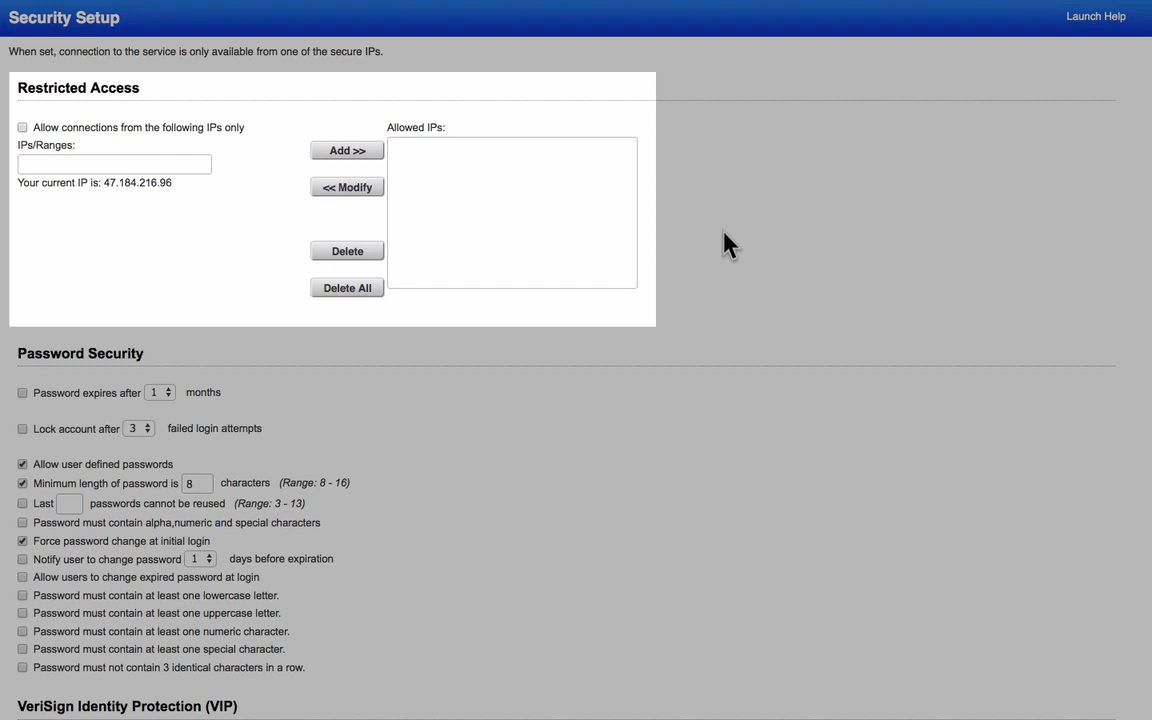 Security Setup
Launch Help
When set, connection to the service is only available from one of the secure IPs.
Restricted Access
Allow connections from the following IPs only
Allowed IPs:
IPs/Ranges:
Add >>
Your current IP is: 47.184.216.96
<< Modify
Delete
Delete All
Password Security
Password expires after 1 months
Lock account after 3 failed login attempts
Allow user defined passwords
Minimum length of password is 8 characters (Range: 8 - 16)
Last passwords cannot be reused (Range: 3 - 13)
Password must contain alpha,numeric and special characters
Force password change at initial login
Notify user to change password 1 days before expiration
Allow users to change expired password at login
Password must contain at least one lowercase letter.
Password must contain at least one uppercase letter.
Password must contain at least one numeric character.
Password must contain at least one special character.
Password must not contain 3 identical characters in a row.
VeriSign Identity Protection (VIP)